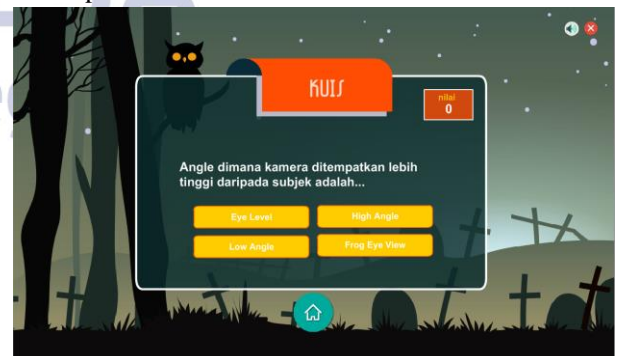 KUIS
nilai
0
Angle dimana kamera ditempatkan lebih
tinggi daripada subjek adalah...
Eye Level
High Angle
Low Angle
Frog Eye View